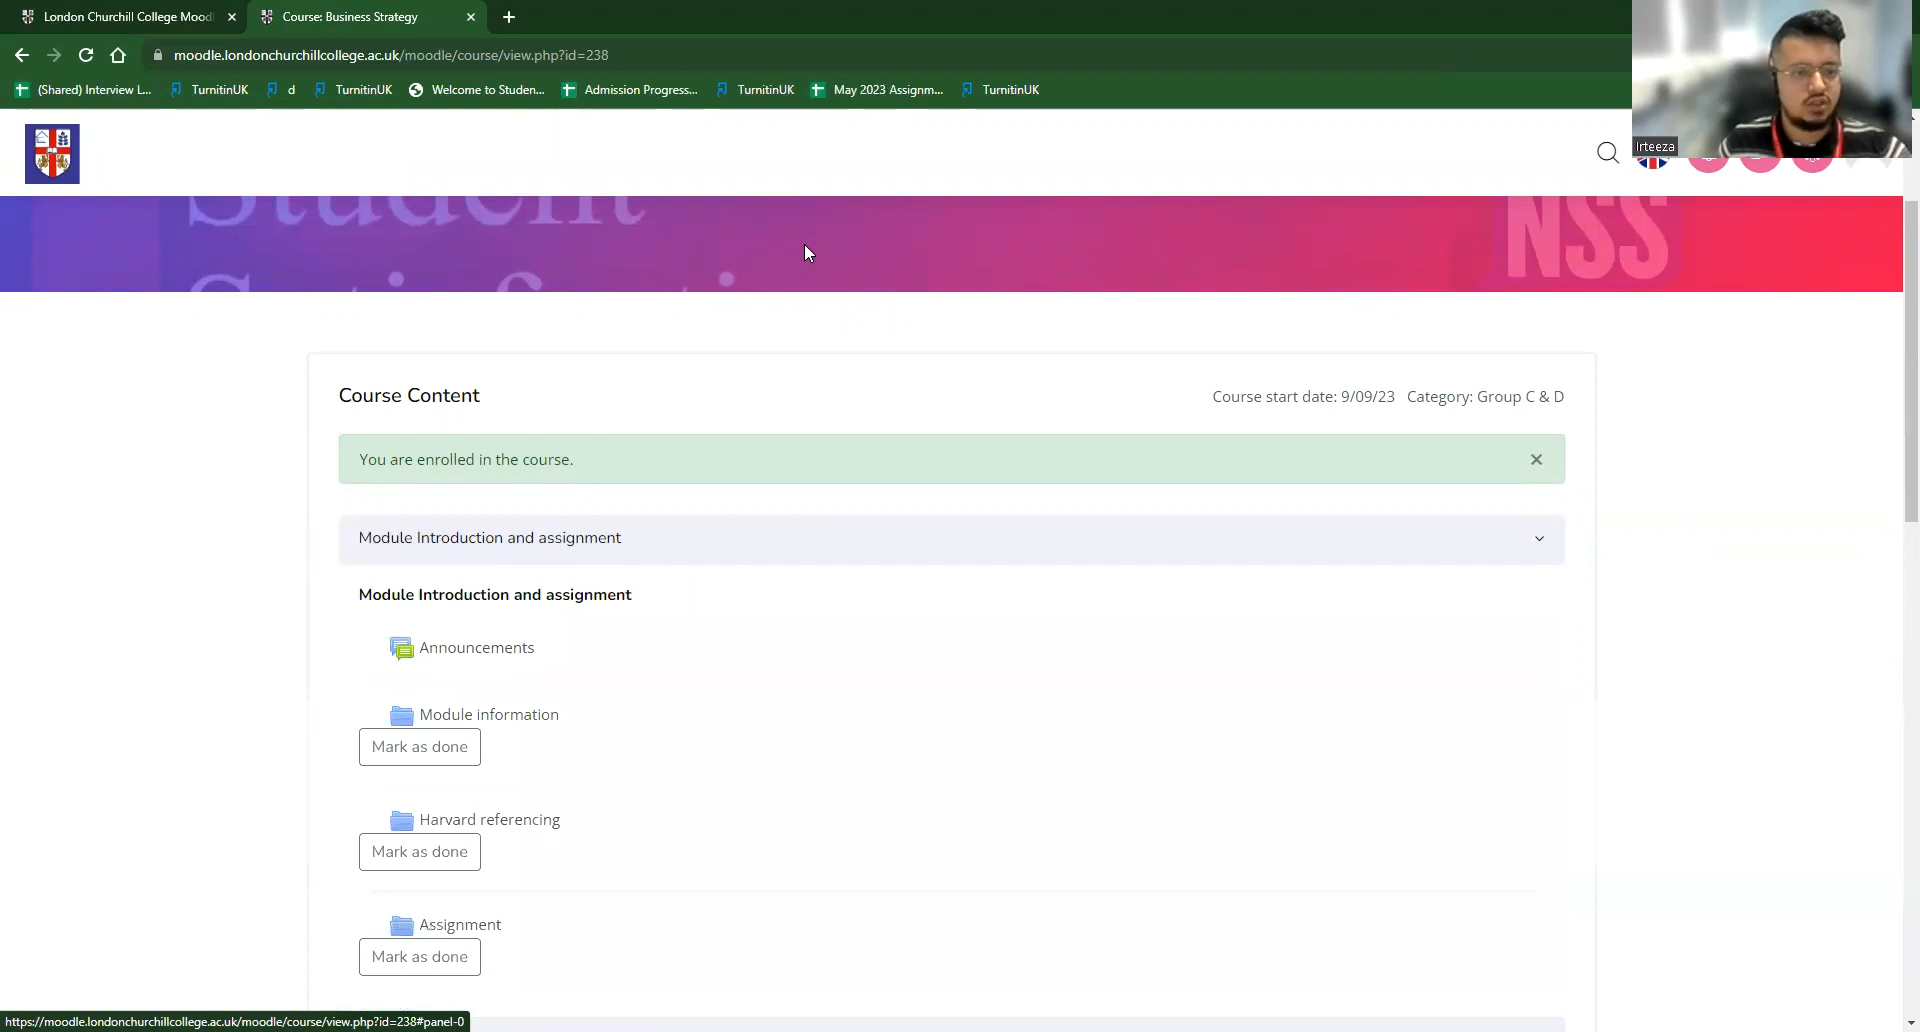 London Churchill College Mood
Course: Business Strategy
moodle.londonchurchillcollege.ac.uk/moodle/course/view.php?id=238
(Shared) Interview L...
TurnitinUK
d
TurnitinUK
Welcome to Studen...
Admission Progress...
TurnitinUK
May 2023 Assignm...
TurnitinUK
Irteeza
Student
Satisfaction
NSS
Course Content
Course start date: 9/09/23 Category: Group C & D
You are enrolled in the course.
Module Introduction and assignment
Module Introduction and assignment
Announcements
Module information
Mark as done
Harvard referencing
Mark as done
Assignment
Mark as done
https://moodle.londonchurchillcollege.ac.uk/moodle/course/view.php?id=238#panel-0